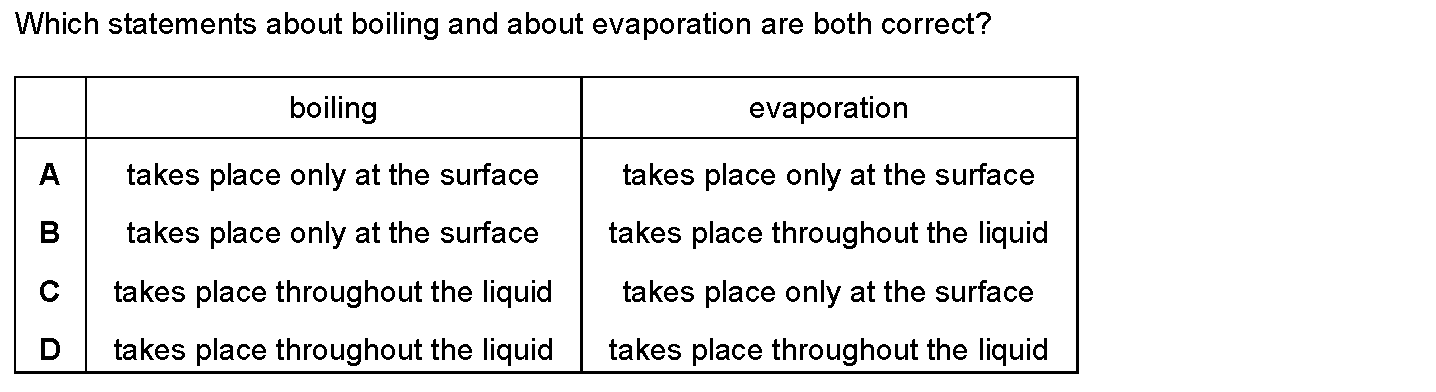 Which statements about boiling and about evaporation are both correct?
boiling evaporation
A takes place only at the surface takes place only at the surface
B takes place only at the surface takes place throughout the liquid
C takes place throughout the liquid takes place only at the surface
D takes place throughout the liquid takes place throughout the liquid